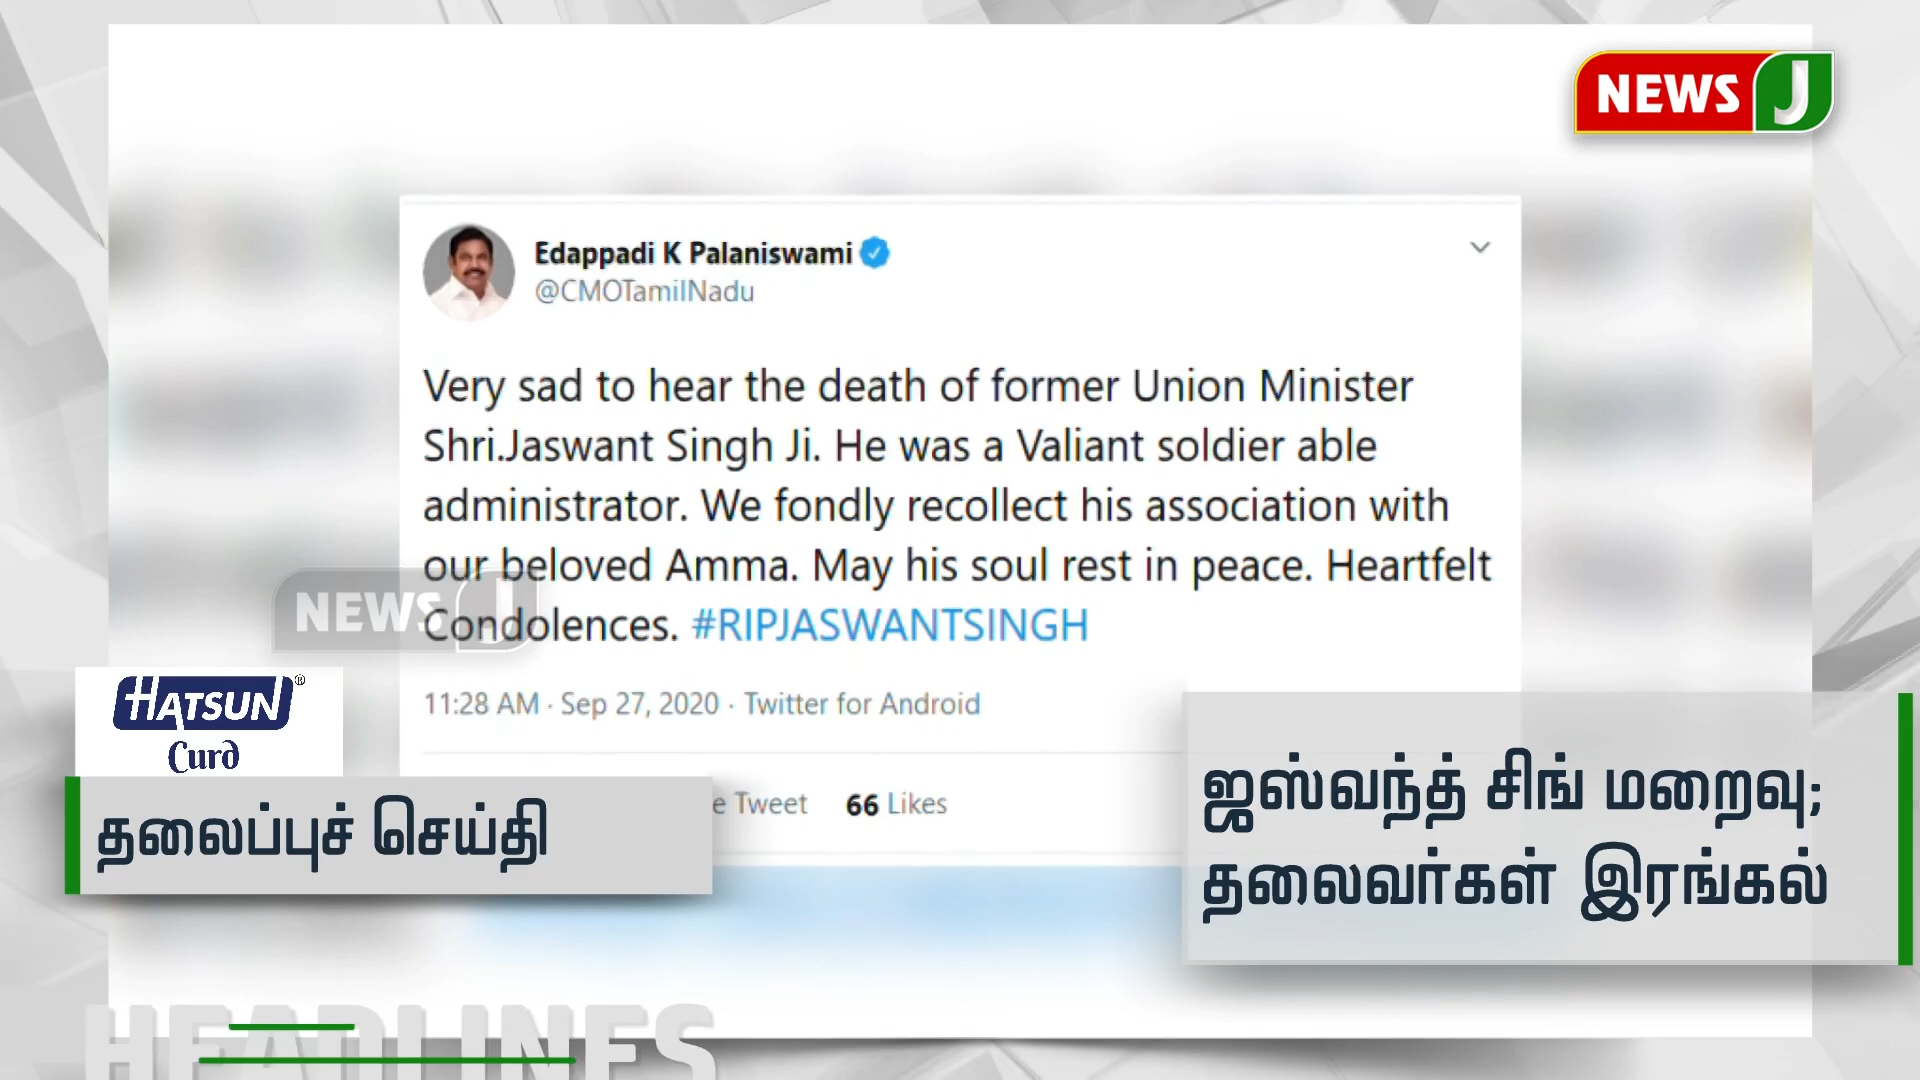 NEWS J
Edappadi K Palaniswami
@CMOTamilNadu
Very sad to hear the death of former Union Minister
Shri.Jaswant Singh Ji. He was a Valiant soldier able
administrator. We fondly recollect his association with
our beloved Amma. May his soul rest in peace. Heartfelt
Condolences. #RIPJASWANTSINGH
NEWS J
11:28 AM · Sep 27, 2020 · Twitter for Android
HATSUN®
Curd
தலைப்புச் செய்தி
Tweet 66 Likes
ஜஸ்வந்த் சிங் மறைவு;
தலைவர்கள் இரங்கல்
HEADLINES